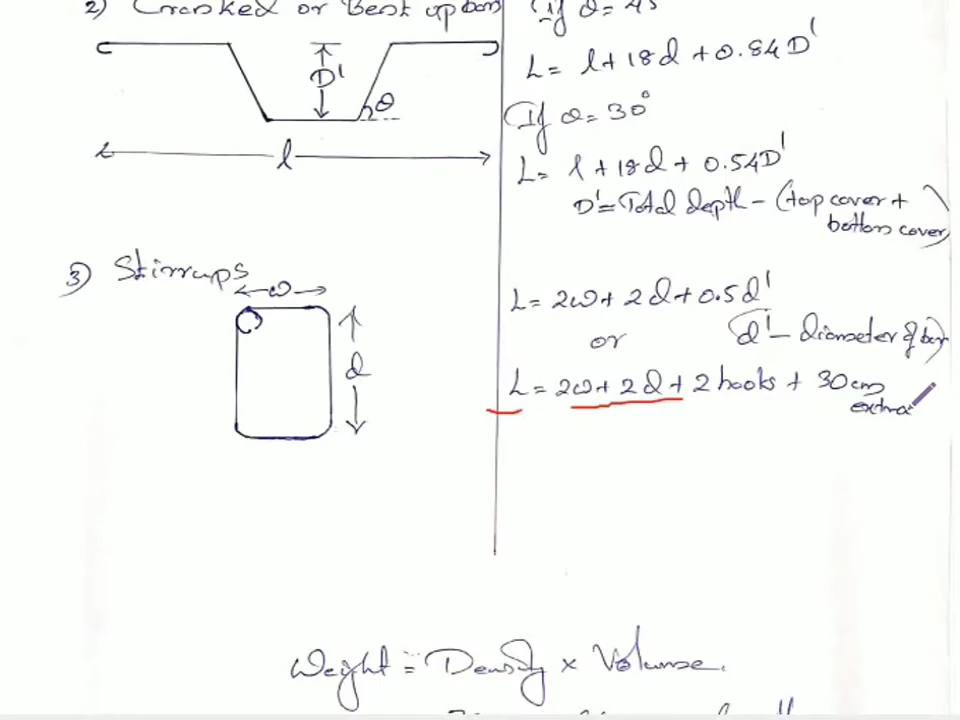 2) Cranked or Bent up bars
D'
θ
l
If θ = 45
L = l + 18d + 0.84D'
If θ = 30°
L = l + 18d + 0.54D'
D' = Total depth - (top cover +
bottom cover)
3) Stirrups
w
d
L = 2w + 2d + 0.5d'
or (d' - diameter of bar)
L = 2w + 2d + 2 hooks + 30cm
extra
Weight = Density × Volume.